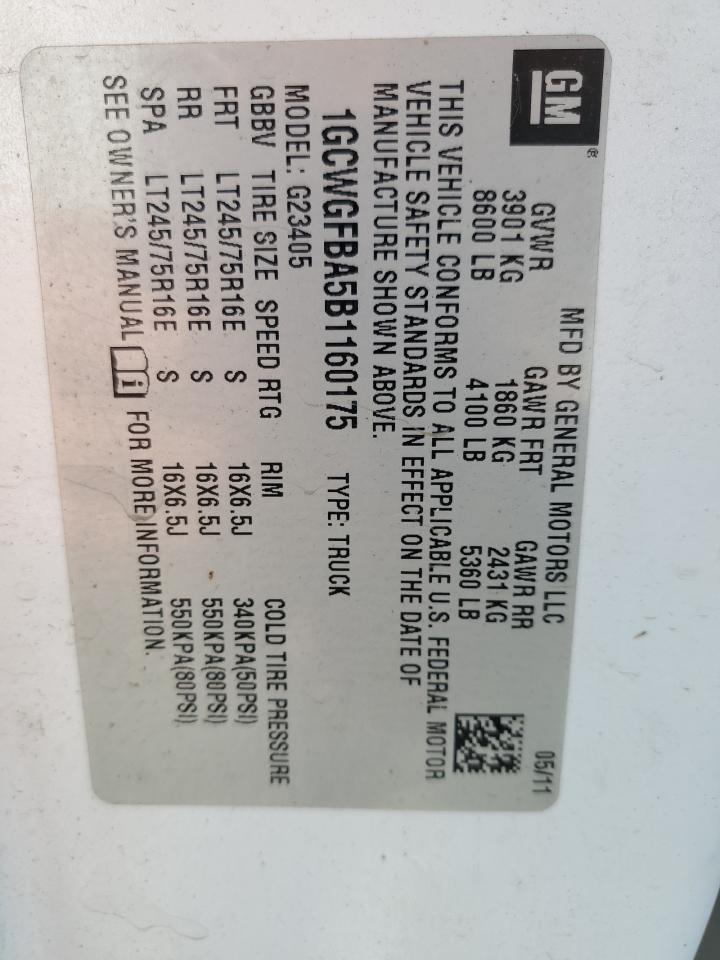 GM®
MFD BY GENERAL MOTORS LLC 05/11
GVWR GAWR FRT GAWR RR
3901 KG 1860 KG 2431 KG
8600 LB 4100 LB 5360 LB
THIS VEHICLE CONFORMS TO ALL APPLICABLE U.S. FEDERAL MOTOR
VEHICLE SAFETY STANDARDS IN EFFECT ON THE DATE OF
MANUFACTURE SHOWN ABOVE.
1GCWGFBA5B1160175 TYPE: TRUCK
MODEL: G23405
GBBV TIRE SIZE SPEED RTG RIM COLD TIRE PRESSURE
FRT LT245/75R16E S 16X6.5J 340KPA(50PSI)
RR LT245/75R16E S 16X6.5J 550KPA(80PSI)
SPA LT245/75R16E S 16X6.5J 550KPA(80PSI)
SEE OWNER'S MANUAL i FOR MORE INFORMATION.